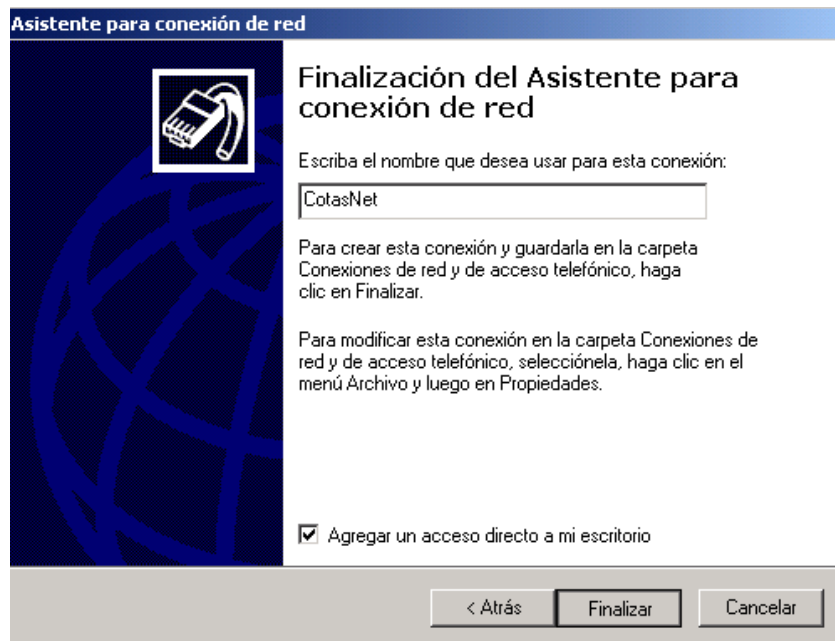 Asistente para conexión de red
Finalización del Asistente para
conexión de red
Escriba el nombre que desea usar para esta conexión:
CotasNet
Para crear esta conexión y guardarla en la carpeta
Conexiones de red y de acceso telefónico, haga
clic en Finalizar.
Para modificar esta conexión en la carpeta Conexiones de
red y de acceso telefónico, selecciónela, haga clic en el
menú Archivo y luego en Propiedades.
Agregar un acceso directo a mi escritorio
< Atrás
Finalizar
Cancelar